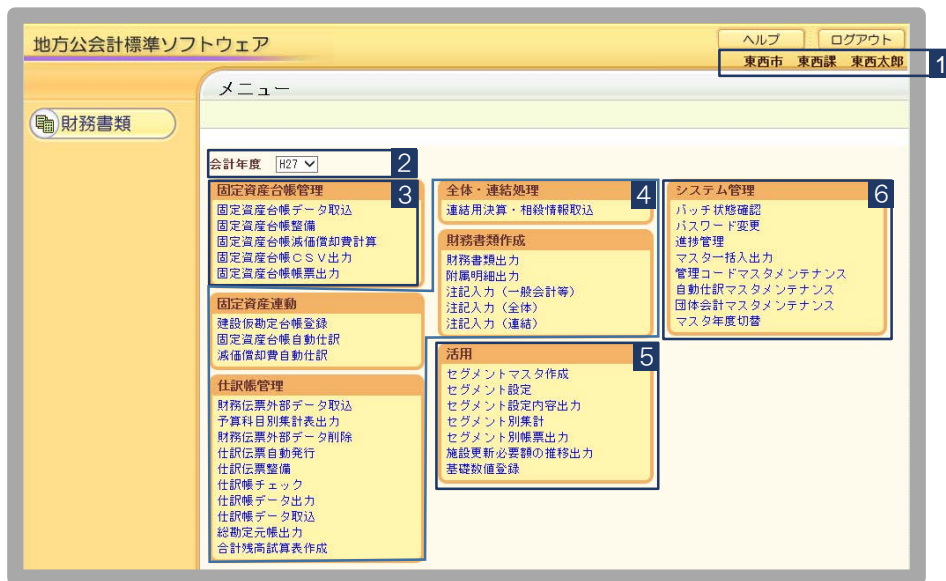 地方公会計標準ソフトウェア
ヘルプ ログアウト
東西市 東西課 東西太郎
1
メニュー
財務書類
会計年度 H27
2
固定資産台帳管理
3
固定資産台帳データ取込
固定資産台帳整備
固定資産台帳減価償却費計算
固定資産台帳CSV出力
固定資産台帳帳票出力
固定資産連動
建設仮勘定台帳登録
固定資産台帳自動仕訳
減価償却費自動仕訳
仕訳帳管理
財務伝票外部データ取込
予算科目別集計表出力
財務伝票外部データ削除
仕訳伝票自動発行
仕訳伝票整備
仕訳帳チェック
仕訳帳データ出力
仕訳帳データ取込
総勘定元帳出力
合計残高試算表作成
全体・連結処理
4
連結用決算・相殺情報取込
財務書類作成
財務書類出力
附属明細出力
注記入力（一般会計等）
注記入力（全体）
注記入力（連結）
活用
5
セグメントマスタ作成
セグメント設定
セグメント設定内容出力
セグメント別集計
セグメント別帳票出力
施設更新必要額の推移出力
基礎数値登録
システム管理
6
バッチ状態確認
パスワード変更
進捗管理
マスタ一括入出力
管理コードマスタメンテナンス
自動仕訳マスタメンテナンス
団体会計マスタメンテナンス
マスタ年度切替